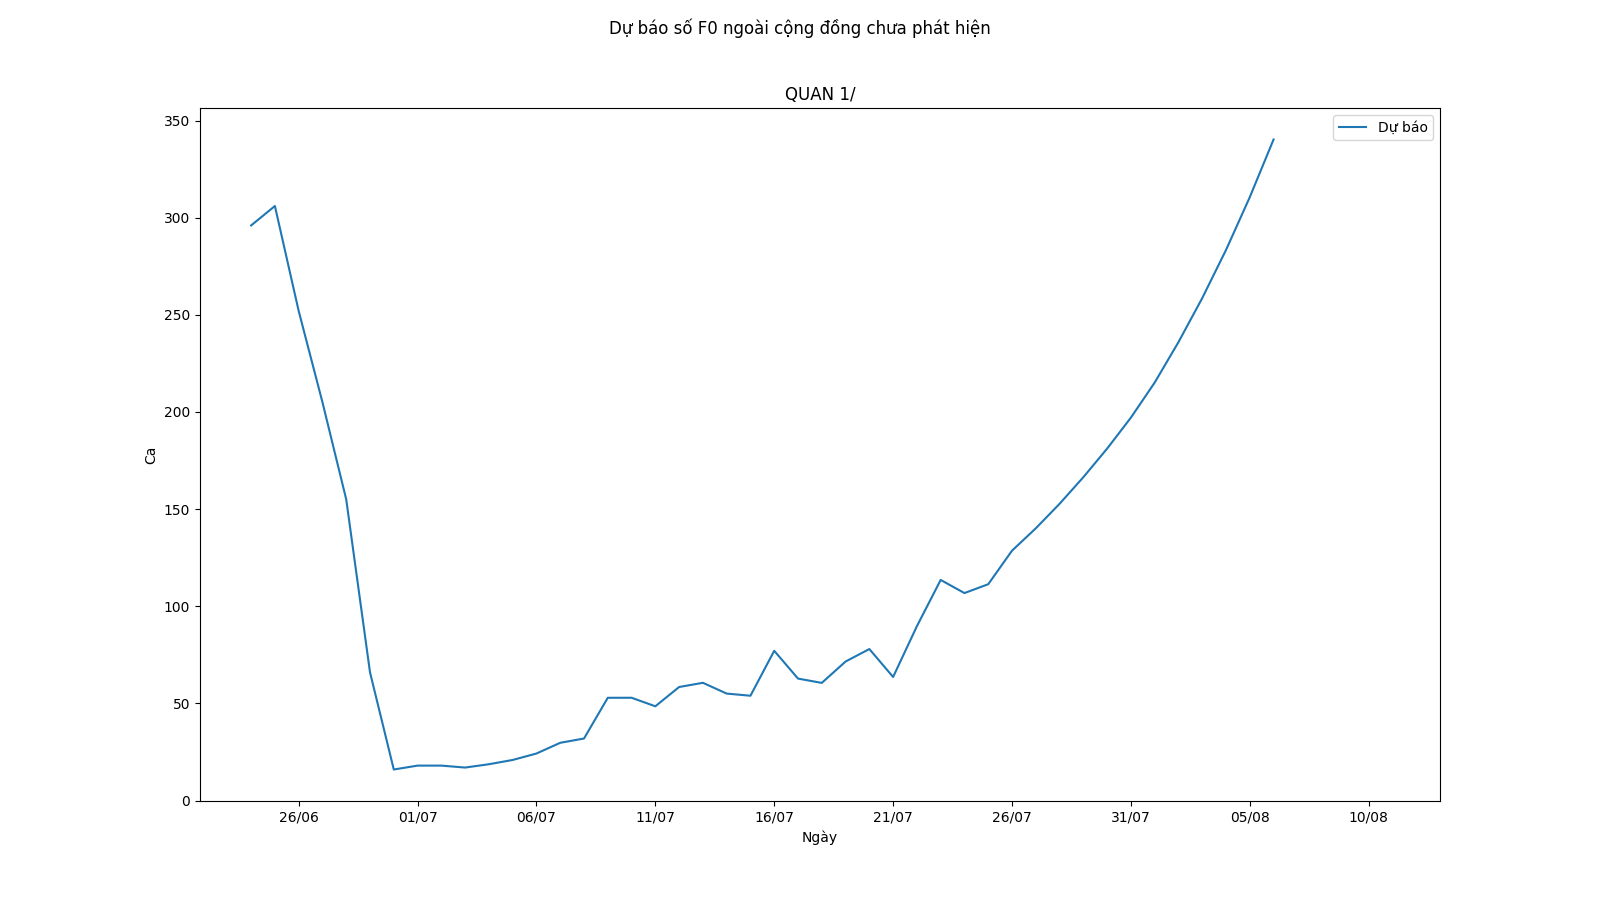 Dự báo số F0 ngoài cộng đồng chưa phát hiện
QUAN 1/
Dự báo
350
300
250
200
150
100
50
0
Ca
26/06 01/07 06/07 11/07 16/07 21/07 26/07 31/07 05/08 10/08
Ngày